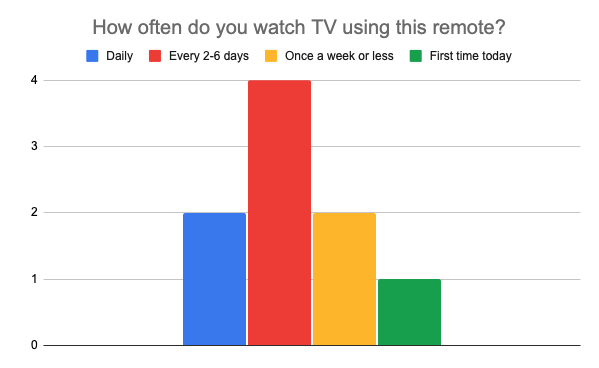 How often do you watch TV using this remote?
Daily Every 2-6 days Once a week or less First time today
4
3
2
1
0